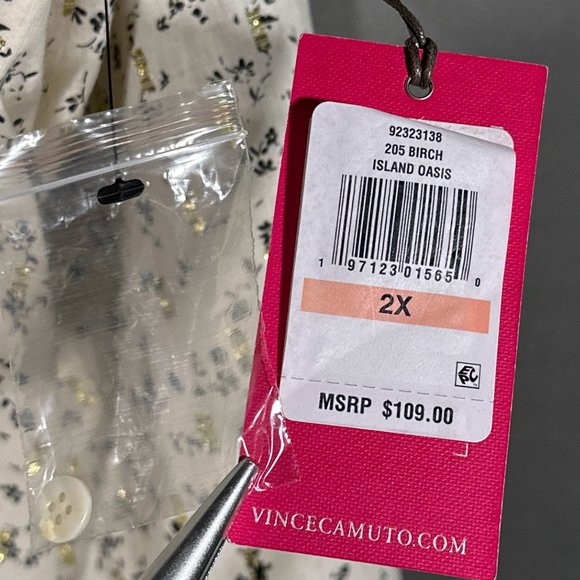 92323138
205 BIRCH
ISLAND OASIS
1 97123 01565 0
2X
MSRP $109.00
VINCECAMUTO.COM